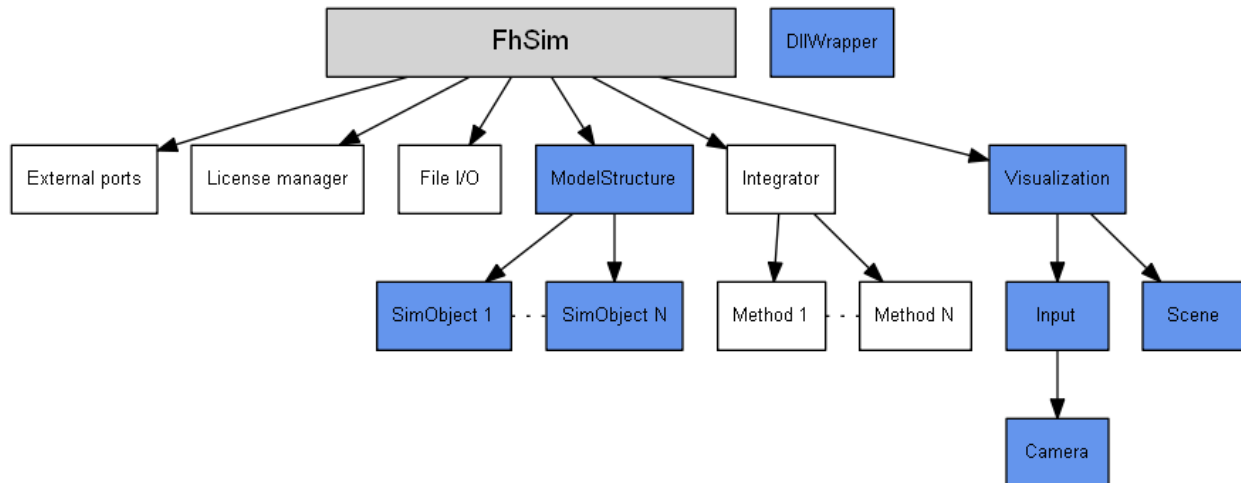 FhSim
DllWrapper
External ports
License manager
File I/O
ModelStructure
Integrator
Visualization
SimObject 1
SimObject N
Method 1
Method N
Input
Scene
Camera